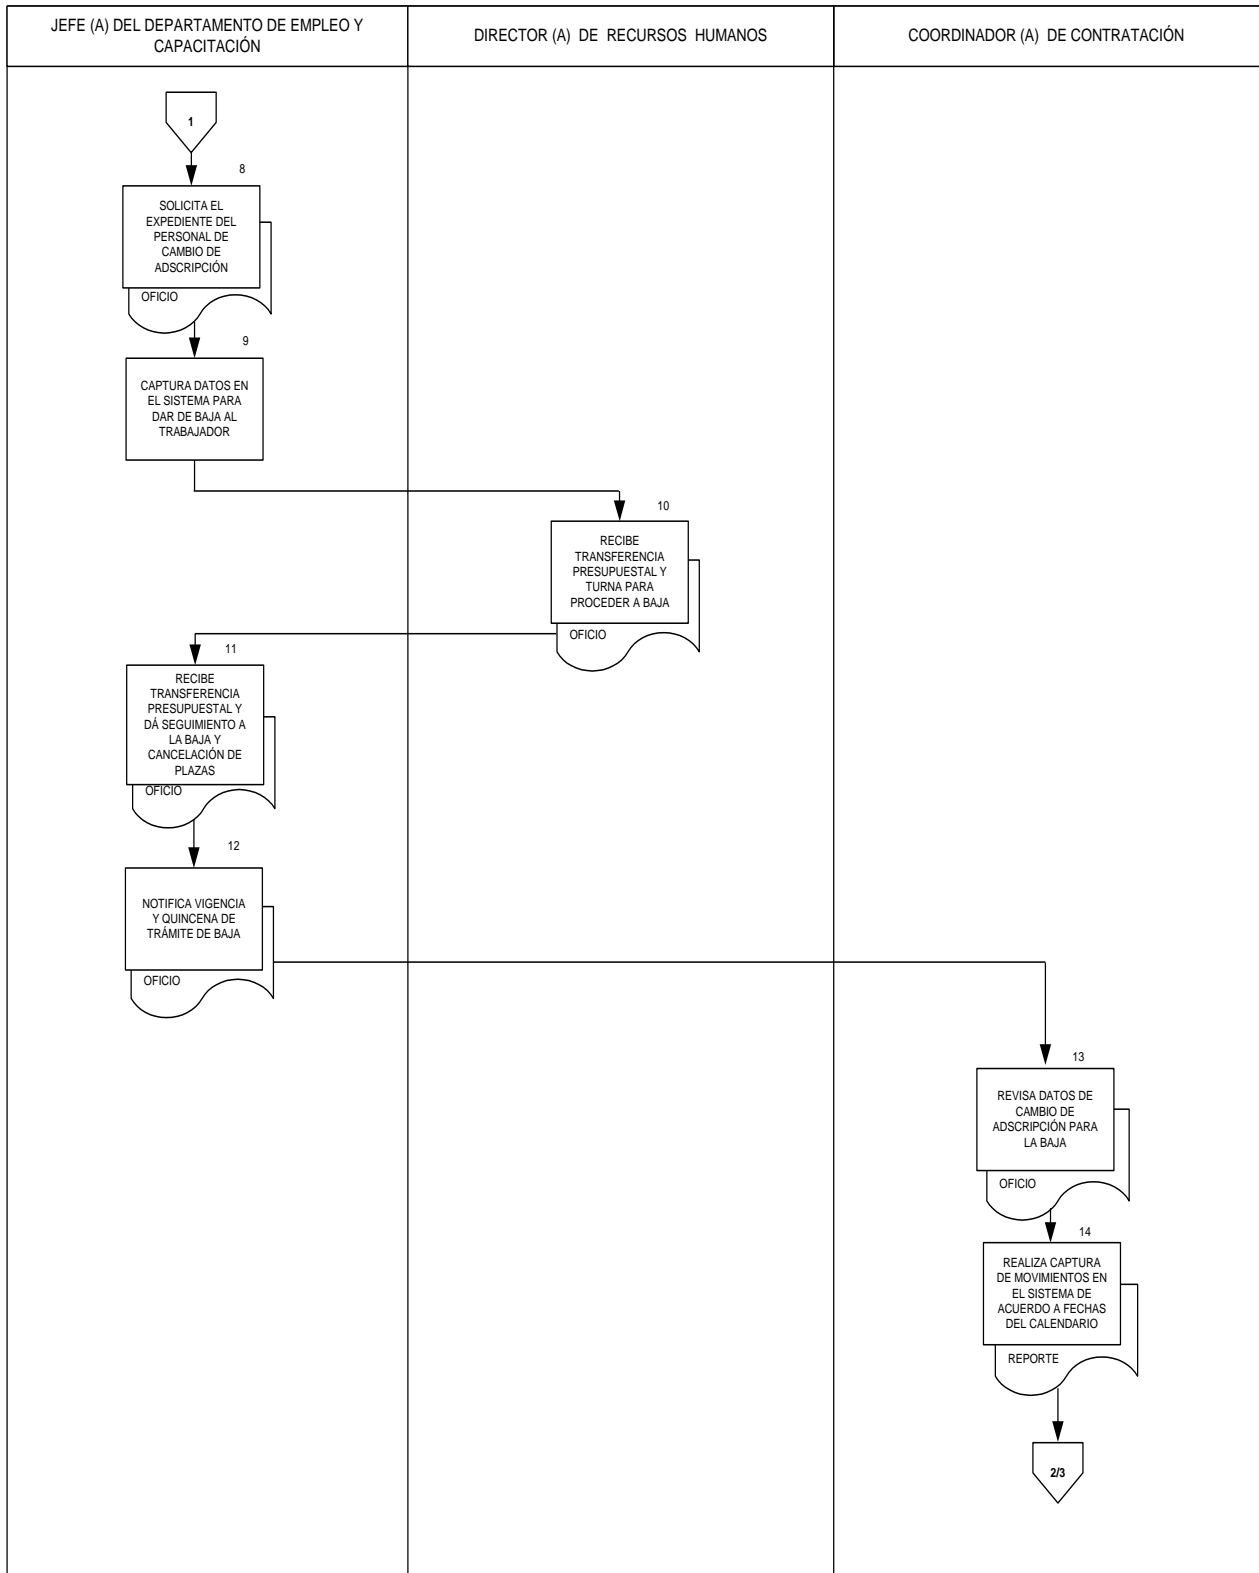 JEFE (A) DEL DEPARTAMENTO DE EMPLEO Y
CAPACITACIÓN
DIRECTOR (A) DE RECURSOS HUMANOS
COORDINADOR (A) DE CONTRATACIÓN
1
8
SOLICITA EL
EXPEDIENTE DEL
PERSONAL DE
CAMBIO DE
ADSCRIPCIÓN
OFICIO
9
CAPTURA DATOS EN
EL SISTEMA PARA
DAR DE BAJA AL
TRABAJADOR
10
RECIBE
TRANSFERENCIA
PRESUPUESTAL Y
TURNA PARA
PROCEDER A BAJA
OFICIO
11
RECIBE
TRANSFERENCIA
PRESUPUESTAL Y
DÁ SEGUIMIENTO A
LA BAJA Y
CANCELACIÓN DE
PLAZAS
OFICIO
12
NOTIFICA VIGENCIA
Y QUINCENA DE
TRÁMITE DE BAJA
OFICIO
13
REVISA DATOS DE
CAMBIO DE
ADSCRIPCIÓN PARA
LA BAJA
OFICIO
14
REALIZA CAPTURA
DE MOVIMIENTOS EN
EL SISTEMA DE
ACUERDO A FECHAS
DEL CALENDARIO
REPORTE
2/3